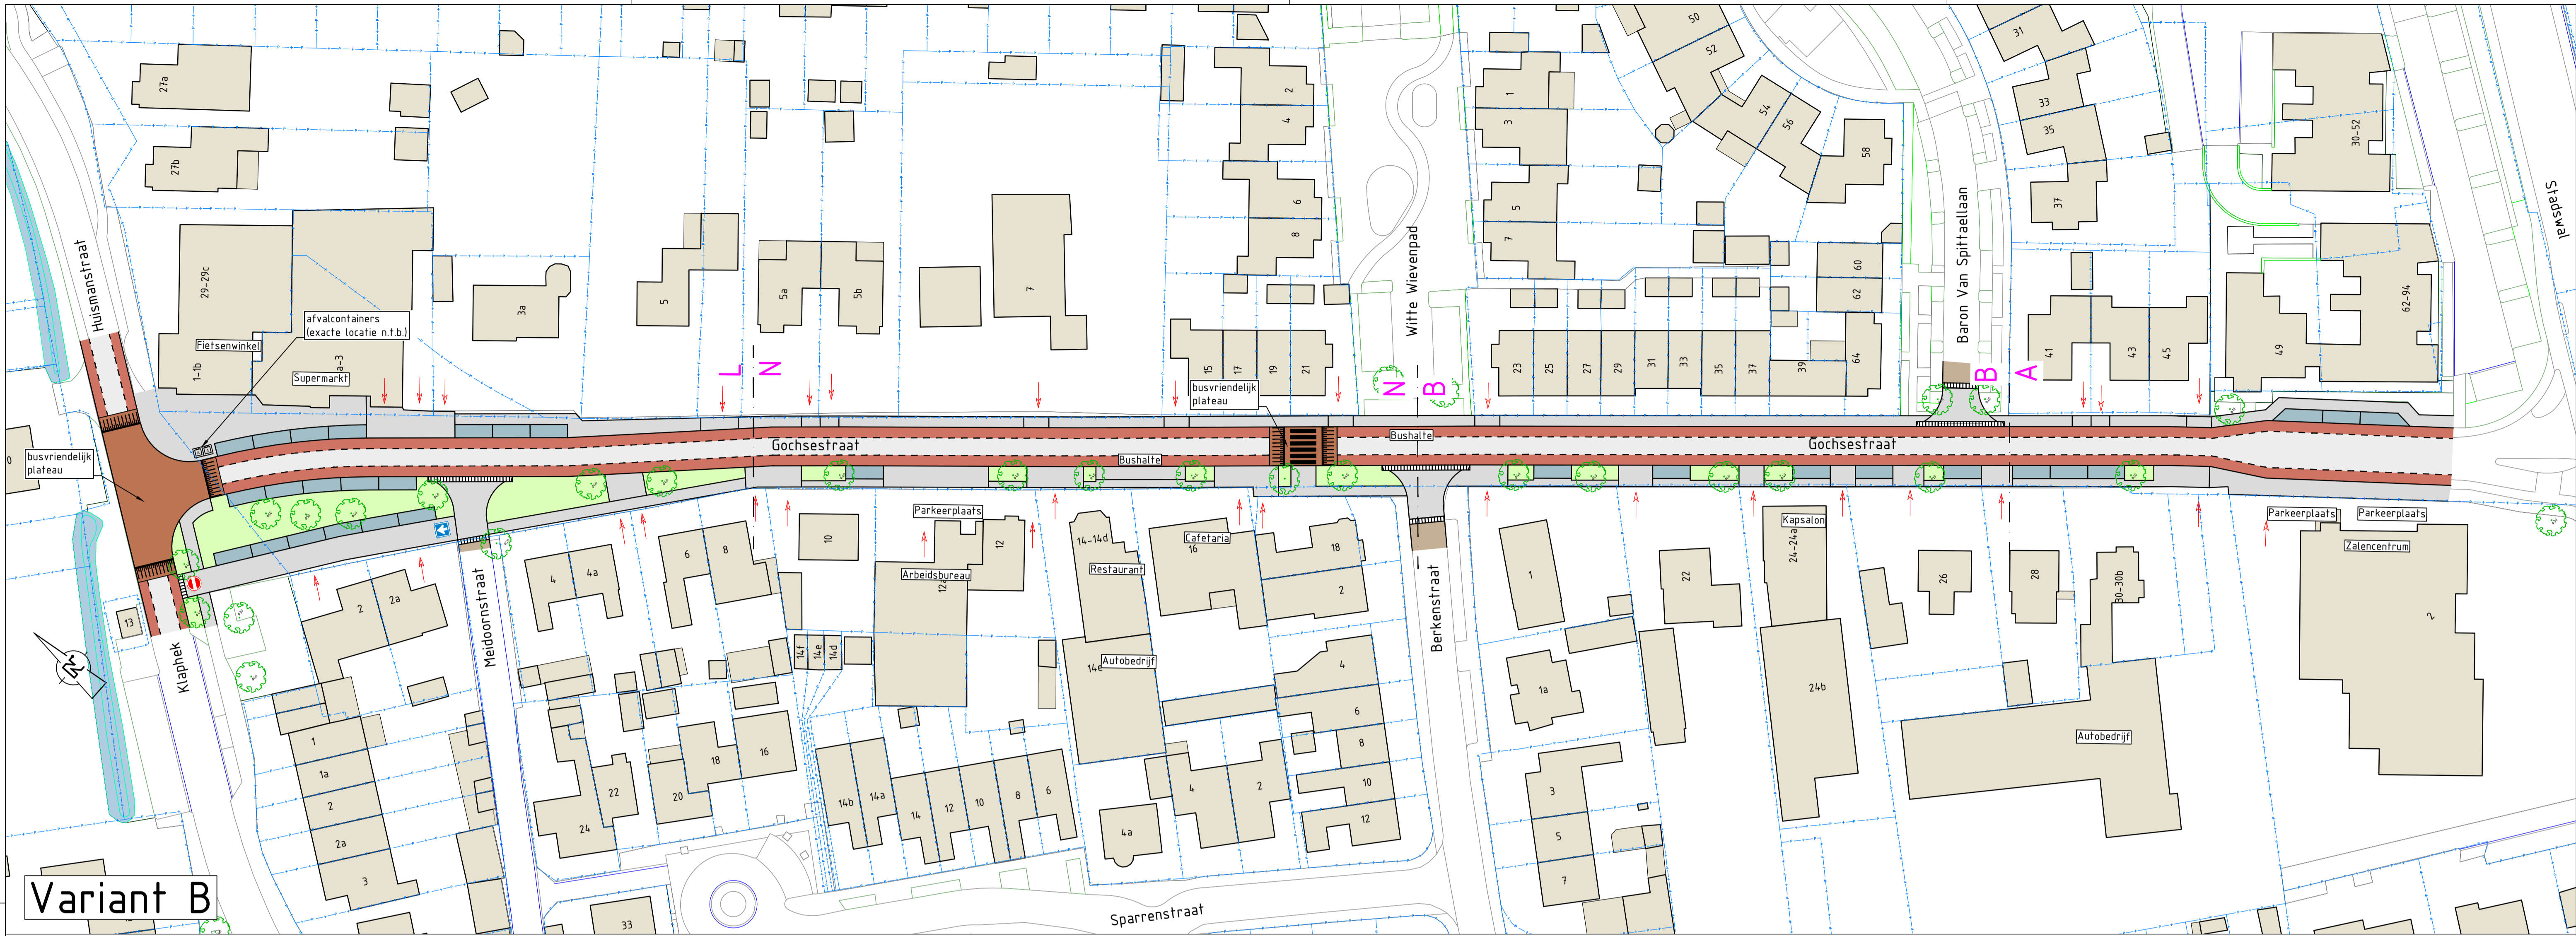 27a
27b
Huismanstraat
29-29c
1-1b
Fietsenwinkel
afvalcontainers
(exacte locatie n.t.b.)
a-3
Supermarkt
3a
5
5a
5b
7
L
N
2
4
6
8
15
17
19
21
busvriendelijk
plateau
Witte Wievenpad
N
B
1
3
5
7
23
25
27
29
31
33
35
37
39
64
50
52
54
56
58
60
62
Baron Van Spittaellaan
B
A
31
33
35
37
41
43
45
49
30-52
62-94
Stadswal
0
busvriendelijk
plateau
Gochsestraat
Bushalte
Bushalte
Gochsestraat
N
13
Klaphek
2
2a
1
1a
2
2a
3
Meidoornstraat
4
4a
6
8
10
Parkeerplaats
12
Arbeidsbureau
12a
14-14d
Restaurant
16
Cafetaria
18
2
14e
Autobedrijf
14f
14e
14d
4
6
8
10
12
24
22
20
18
16
14b
14a
14
12
10
8
6
4a
4
2
33
Sparrenstraat
Berkenstraat
1
1a
3
5
7
22
Kapsalon
24-24a
24b
26
28
30-30b
Autobedrijf
Parkeerplaats
Parkeerplaats
Zalencentrum
2
Variant B